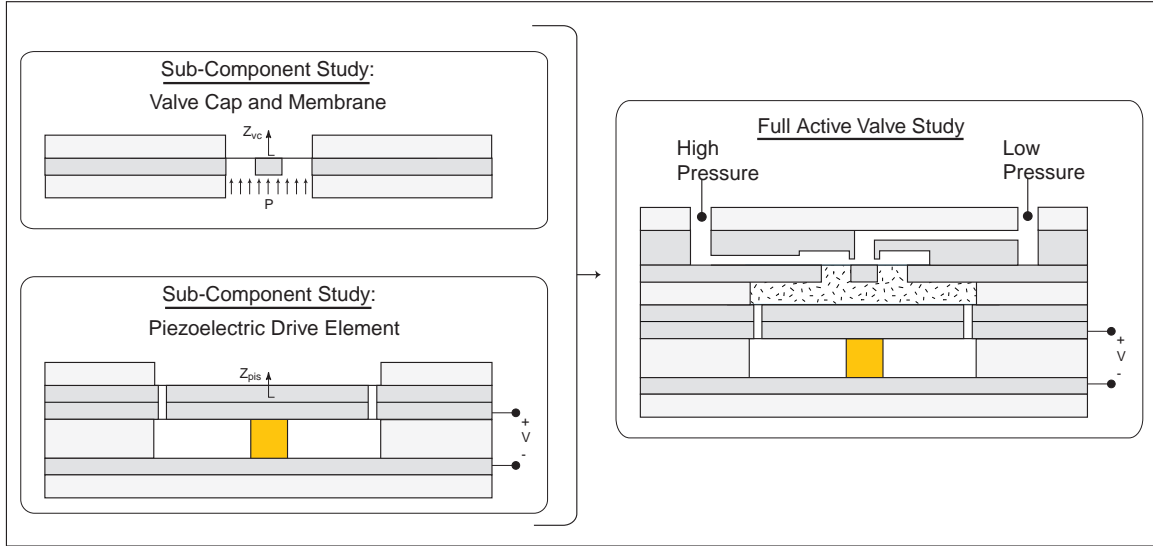 Sub-Component Study:
Valve Cap and Membrane
Zvc
P
Sub-Component Study:
Piezoelectric Drive Element
Zpis
+
V
-
Full Active Valve Study
High
Pressure
Low
Pressure
+
V
-